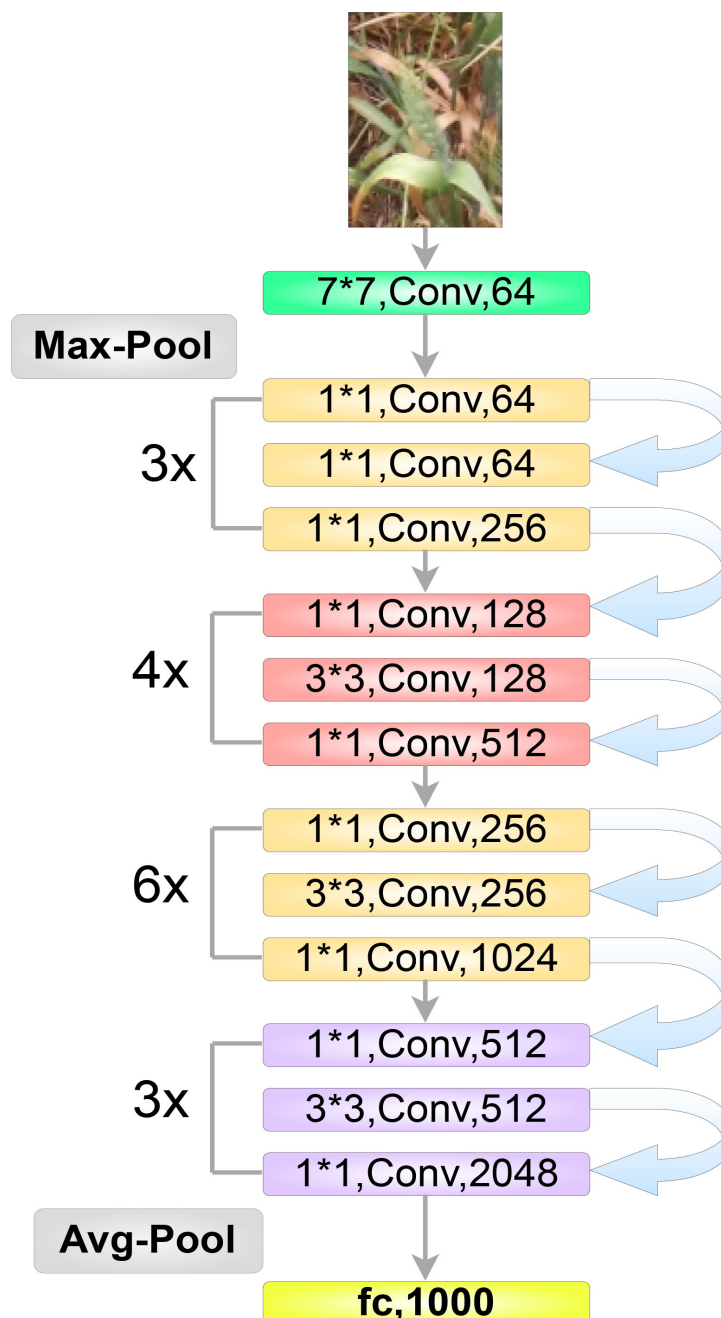 7*7,Conv,64
Max-Pool
1*1,Conv,64
3x
1*1,Conv,64
1*1,Conv,256
1*1,Conv,128
4x
3*3,Conv,128
1*1,Conv,512
1*1,Conv,256
6x
3*3,Conv,256
1*1,Conv,1024
1*1,Conv,512
3x
3*3,Conv,512
1*1,Conv,2048
Avg-Pool
fc,1000